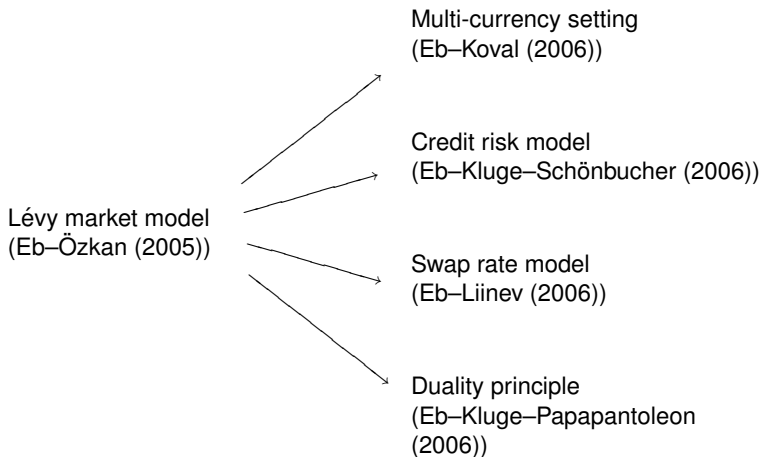 Multi-currency setting
(Eb–Koval (2006))
Credit risk model
(Eb–Kluge–Schönbucher (2006))
Lévy market model
(Eb–Özkan (2005))
Swap rate model
(Eb–Liinev (2006))
Duality principle
(Eb–Kluge–Papapantoleon
(2006))